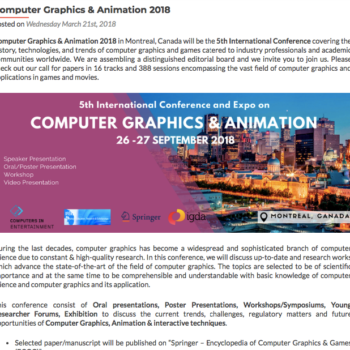 omputer Graphics & Animation 2018
osted on Wednesday March 21st, 2018
omputer Graphics & Animation 2018 in Montreal, Canada will be the 5th International Conference covering the
story, technologies, and trends of computer graphics and games catered to industry professionals and academic
ommunities worldwide. We are assembling a distinguished editorial board and we invite you to join us. Please
heck out our call for papers in 16 tracks and 388 sessions encompassing the vast field of computer graphics and
pplications in games and movies.
5th International Conference and Expo on
COMPUTER GRAPHICS & ANIMATION
26 -27 SEPTEMBER 2018
Speaker Presentation
Oral/Poster Presentation
Workshop
Video Presentation
COMPUTERS IN
ENTERTAINMENT
Springer
igda
MONTREAL, CANADA
uring the last decades, computer graphics has become a widespread and sophisticated branch of computer
ience due to constant & high-quality research. In this conference, we will discuss up-to-date and research works
hich advance the state-of-the-art of the field of computer graphics. The topics are selected to be of scientific
mportance and at the same time to be comprehensible and understandable with basic knowledge of computer
ience and computer graphics and its application.
his conference consist of Oral presentations, Poster Presentations, Workshops/Symposiums, Young
esearcher Forums, Exhibition to discuss the current trends, challenges, regulatory matters and future
pportunities of Computer Graphics, Animation & interactive techniques.
• Selected paper/manuscript will be published on "Springer – Encyclopedia of Computer Graphics & Games